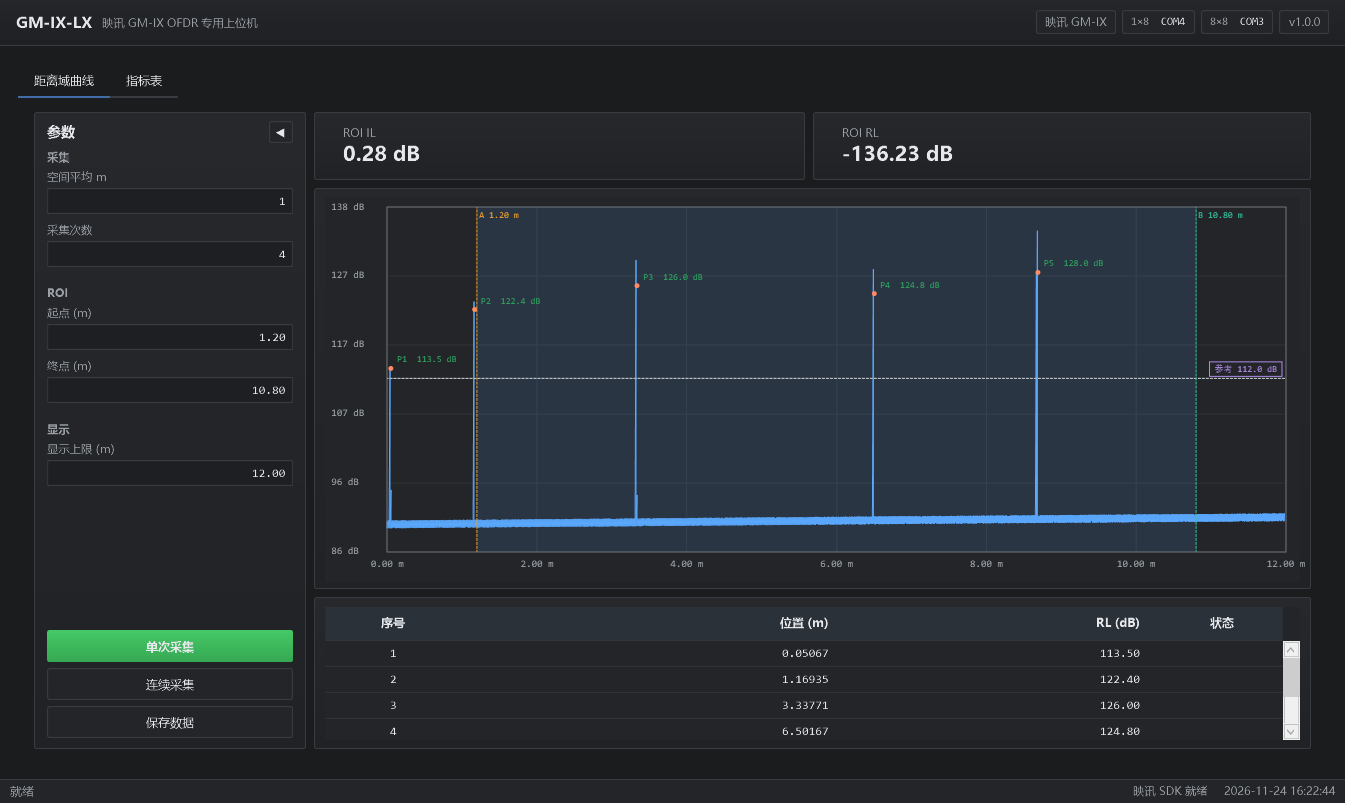 GM-IX-LX 映讯 GM-IX OFDR 专用上位机 映讯 GM-IX 1×8 COM4 8×8 COM3 v1.0.0
距离域曲线 指标表
参数 ◀
采集
空间平均 m
1
采集次数
4
ROI
起点 (m)
1.20
终点 (m)
10.80
显示
显示上限 (m)
12.00
单次采集
连续采集
保存数据
ROI IL
0.28 dB
ROI RL
-136.23 dB
138 dB
127 dB
117 dB
107 dB
96 dB
86 dB
A 1.20 m
B 10.80 m
P1 113.5 dB
P2 122.4 dB
P3 126.0 dB
P4 124.8 dB
P5 128.0 dB
参考 112.0 dB
0.00 m 2.00 m 4.00 m 6.00 m 8.00 m 10.00 m 12.00 m
序号 位置 (m) RL (dB) 状态
1 0.05067 113.50
2 1.16935 122.40
3 3.33771 126.00
4 6.50167 124.80
就绪 映讯 SDK 就绪 2026-11-24 16:22:44